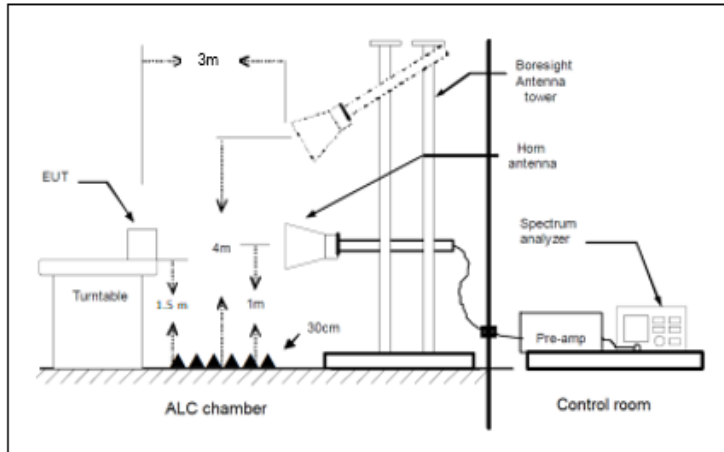 3m
Boresight
Antenna
tower
Horn
antenna
EUT
Spectrum
analyzer
4m
Turntable
1.5 m
1m
30cm
Pre-amp
ALC chamber
Control room